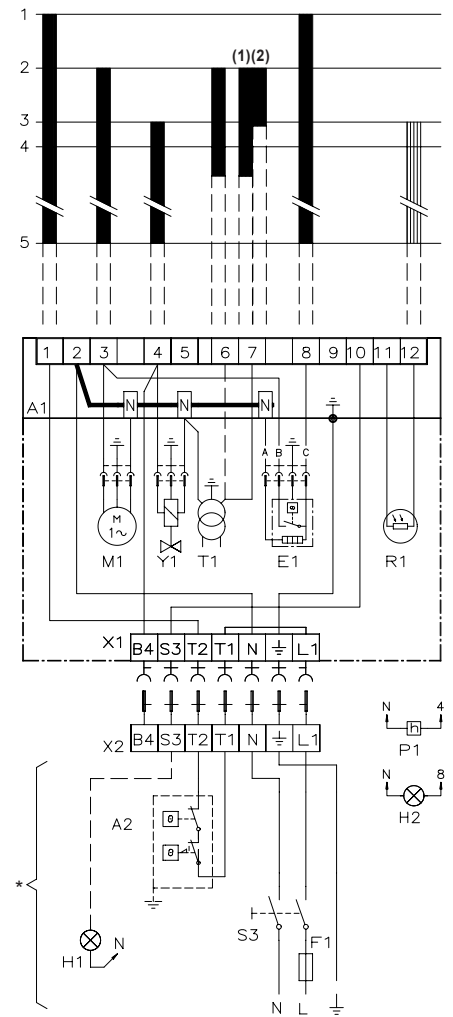 1
(1)(2)
2
3
4
5
1 2 3 4 5 6 7 8 9 10 11 12
N N N
A1
A B C
θ
M
1~
M1 Y1 T1 E1 R1
X1 B4 S3 T2 T1 N L1
X2 B4 S3 T2 T1 N L1
N 4
h
P1
N 8
H2
A2
θ
θ
*
S3
F1
H1
N
N L